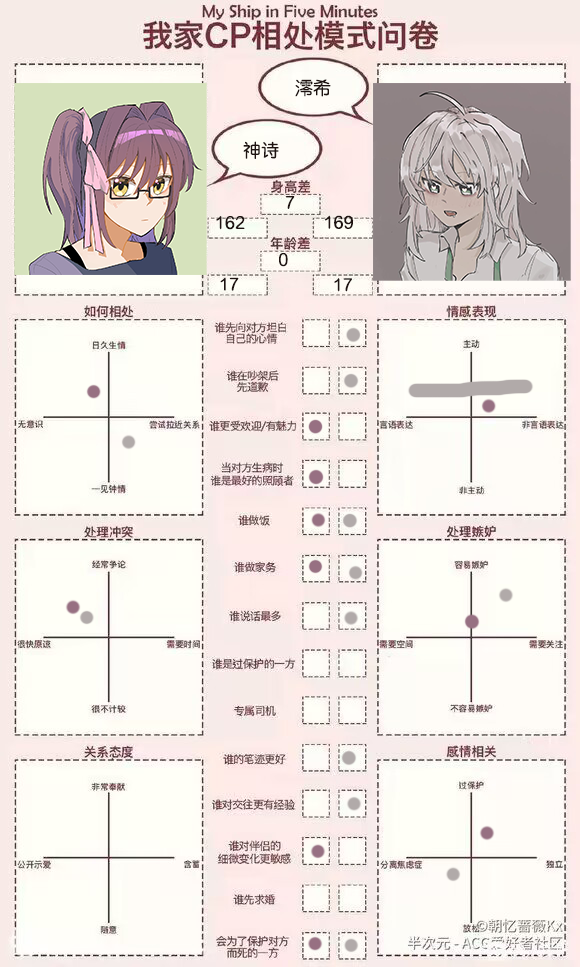 My Ship in Five Minutes
我家CP相处模式问卷
澪希
神诗
身高差
7
162
169
年龄差
0
17
17
如何相处
日久生情
无意识
尝试拉近关系
一见钟情
情感表现
主动
言语表达
非言语表达
非主动
谁先向对方坦白
自己的心情
谁在吵架后
先道歉
谁更受欢迎/有魅力
当对方生病时
谁是最好的照顾者
谁做饭
谁做家务
谁说话最多
谁是过保护的一方
专属司机
谁的笔迹更好
谁对交往更有经验
谁对伴侣的
细微变化更敏感
谁先求婚
会为了保护对方
而死的一方
处理冲突
经常争论
很快原谅
需要时间
很不计较
处理嫉妒
容易嫉妒
需要空间
需要关注
不容易嫉妒
关系态度
非常奉献
公开示爱
含蓄
随意
感情相关
过保护
分离焦虑症
独立
放松
©朝忆蔷薇Kx
半次元 - ACG爱好者社区